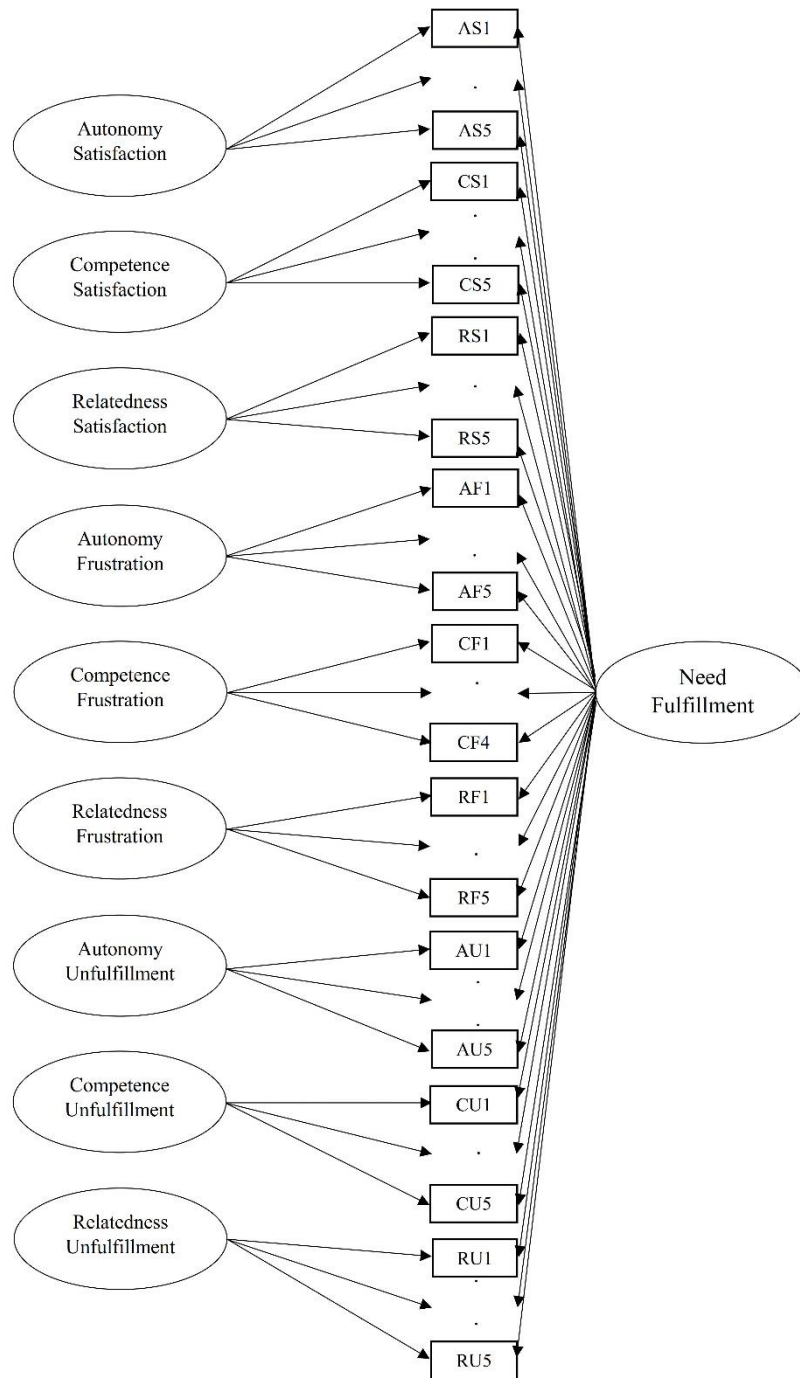 AS1
Autonomy
Satisfaction
AS5
CS1
Competence
Satisfaction
CS5
RS1
Relatedness
Satisfaction
RS5
AF1
Autonomy
Frustration
AF5
CF1
Competence
Frustration
CF4
Need
Fulfillment
RF1
Relatedness
Frustration
RF5
AU1
Autonomy
Unfulfillment
AU5
CU1
Competence
Unfulfillment
CU5
Relatedness
Unfulfillment
RU1
RU5